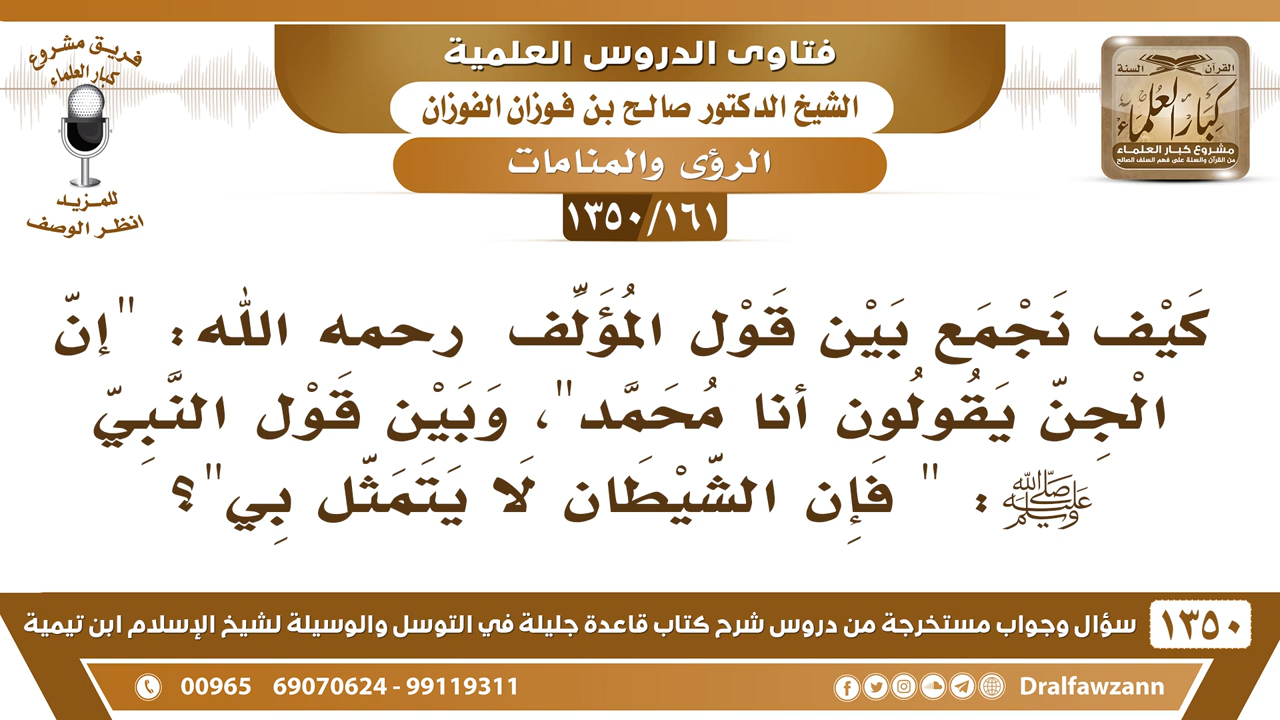 فتاوى الدروس العلمية
الشيخ الدكتور صالح بن فوزان الفوزان
الرؤى والمنامات
١٣٥٠/١٦١
فريق مشروع
كبار العلماء
للمزيد
انظر الوصف
القرآن السنة
كبار العلماء
مشروع كبار العلماء
من القرآن والسنة على فهم السلف الصالح
كَيْف نَجْمَع بَيْن قَوْل المُؤَلِّف رحمه الله: "إنّ
الْجِنّ يَقُولُون أنا مُحَمَّد"، وَبَيْن قَوْل النَّبِيّ
ﷺ: " فَإِن الشَّيْطَان لَا يَتَمَثَّل بِي"؟
١٣٥٠ سؤال وجواب مستخرجة من دروس شرح كتاب قاعدة جليلة في التوسل والوسيلة لشيخ الإسلام ابن تيمية
00965 69070624 - 99119311
Dralfawzann